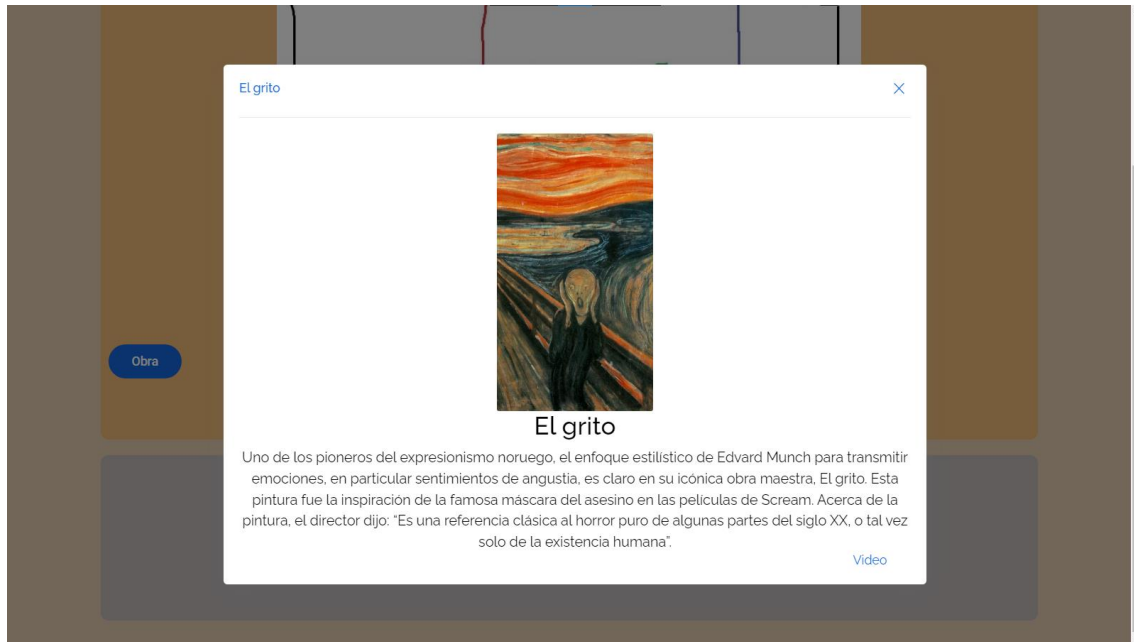 El grito
Obra
El grito
Uno de los pioneros del expresionismo noruego, el enfoque estilístico de Edvard Munch para transmitir
emociones, en particular sentimientos de angustia, es claro en su icónica obra maestra, El grito. Esta
pintura fue la inspiración de la famosa máscara del asesino en las películas de Scream. Acerca de la
pintura, el director dijo: “Es una referencia clásica al horror puro de algunas partes del siglo XX, o tal vez
solo de la existencia humana”.
Video